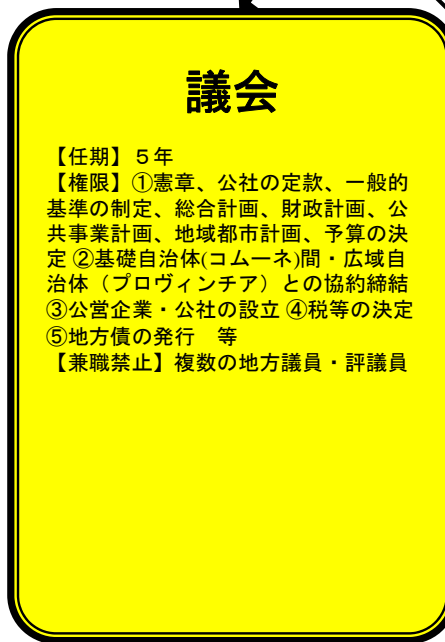 議会
【任期】５年
【権限】①憲章、公社の定款、一般的
基準の制定、総合計画、財政計画、公
共事業計画、地域都市計画、予算の決
定 ②基礎自治体(コムーネ)間・広域自
治体（プロヴィンチア）との協約締結
③公営企業・公社の設立 ④税等の決定
⑤地方債の発行　等
【兼職禁止】複数の地方議員・評議員